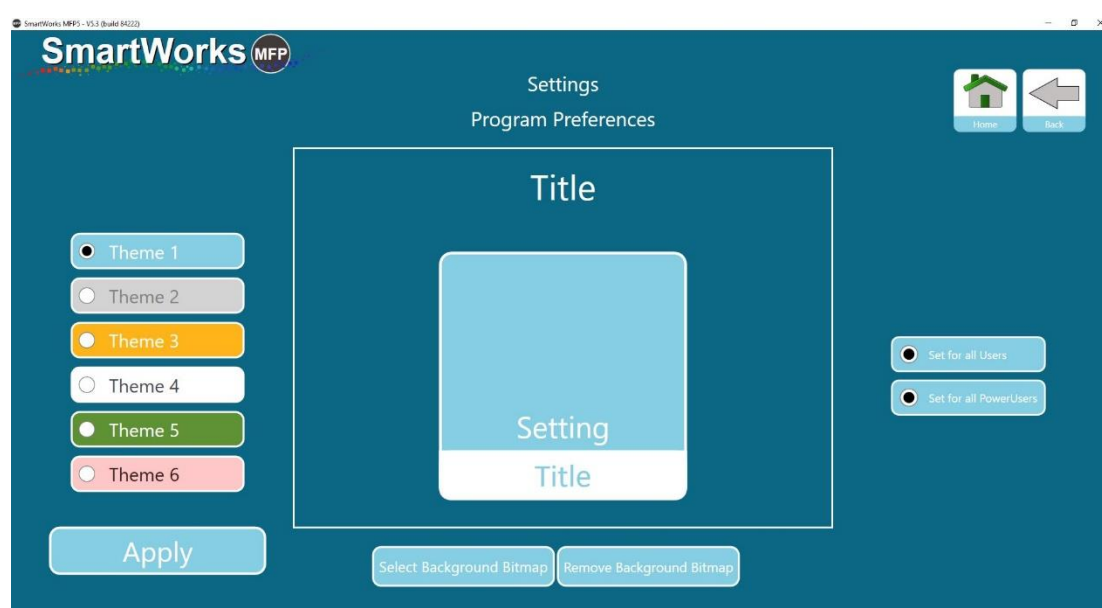 SmartWorks MFP5 - V5.3 (build 84222)
SmartWorks MFP
Settings
Program Preferences
Home
Back
Title
Theme 1
Theme 2
Theme 3
Theme 4
Theme 5
Theme 6
Setting
Title
Set for all Users
Set for all PowerUsers
Apply
Select Background Bitmap
Remove Background Bitmap